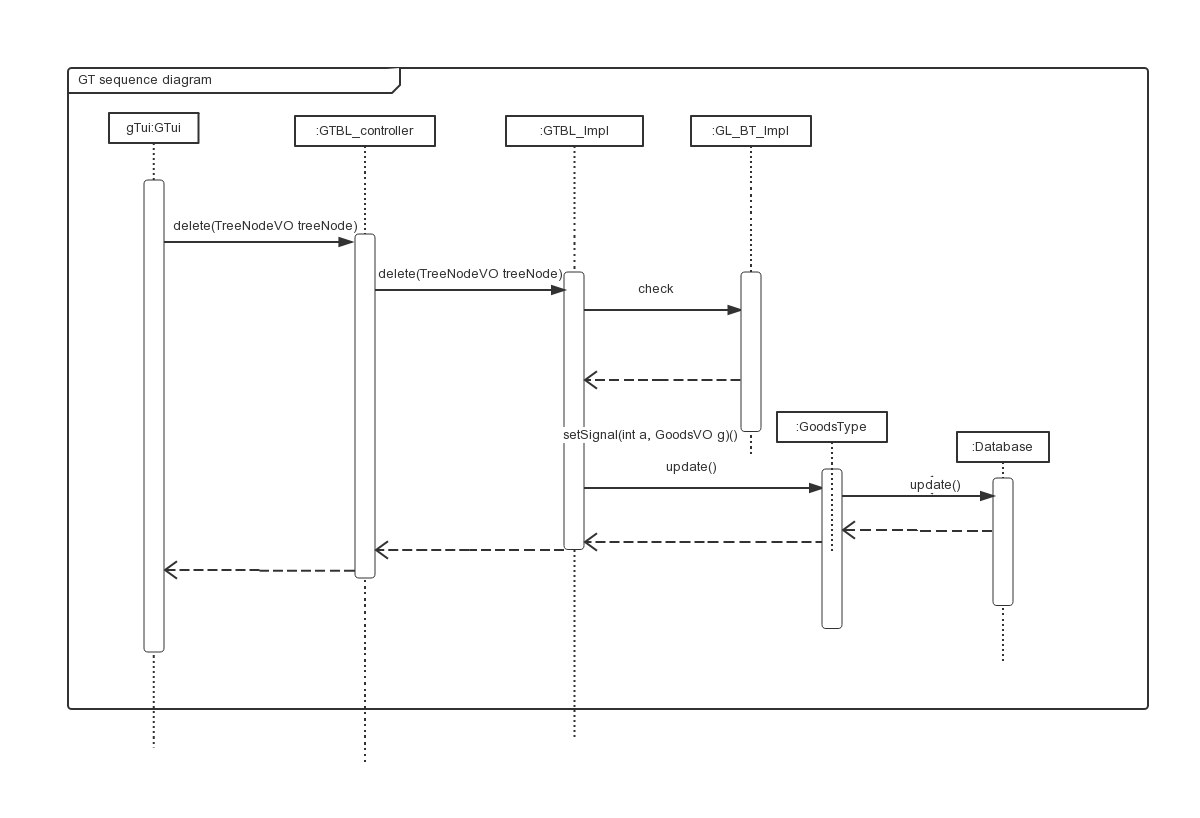 GT sequence diagram
gTui:GTui
:GTBL_controller
:GTBL_Impl
:GL_BT_Impl
delete(TreeNodeVO treeNode)
delete(TreeNodeVO treeNode)
check
:GoodsType
setSignal(int a, GoodsVO g)()
:Database
update()
update()